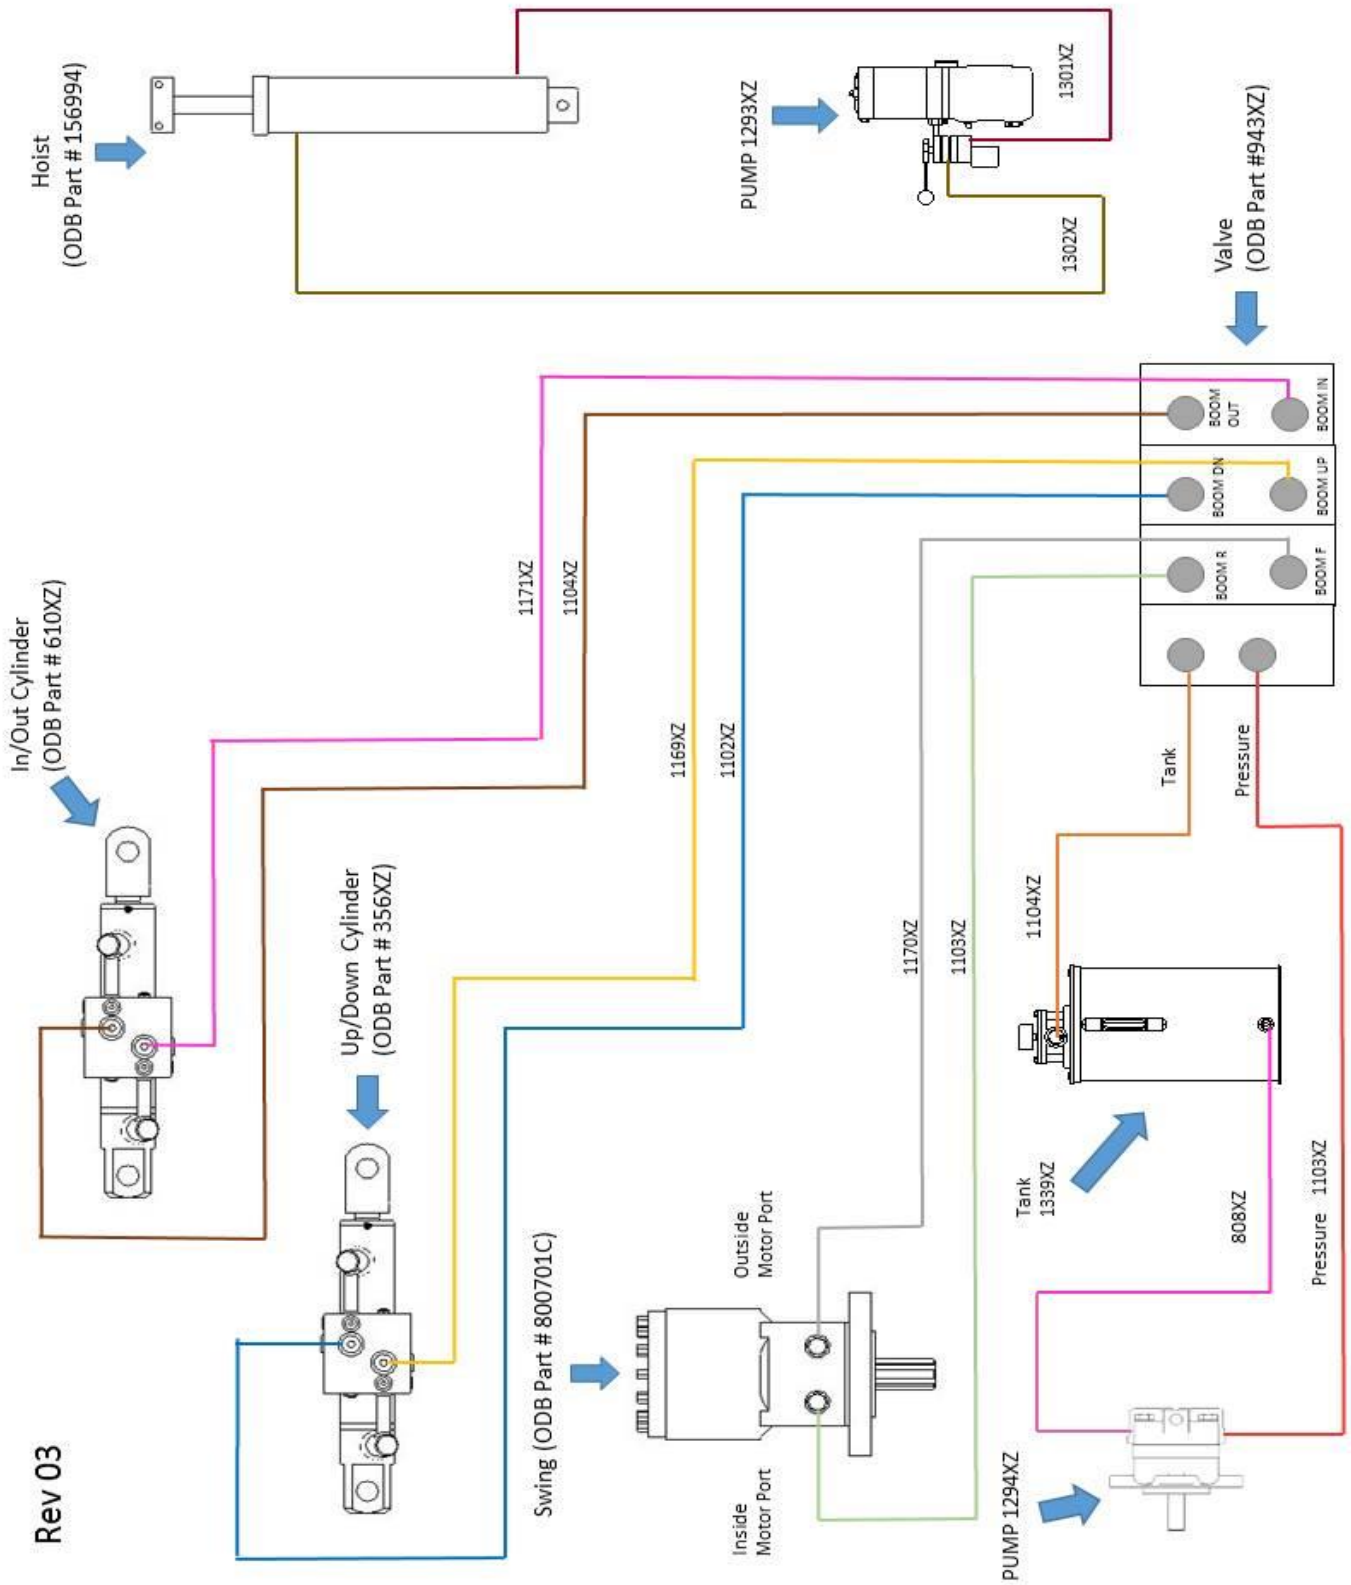 Rev 03
In/Out Cylinder
(ODB Part # 610XZ)
Hoist
(ODB Part # 156994)
Up/Down Cylinder
(ODB Part # 356XZ)
Swing (ODB Part # 800701C)
1171XZ
1104XZ
1169XZ
1102XZ
PUMP 1293XZ
1302XZ
1301XZ
Inside
Motor Port
Outside
Motor Port
1170XZ
1103XZ
PUMP 1294XZ
Tank
1339XZ
1104XZ
Tank
Pressure
808XZ
Pressure 1103XZ
BOOM R
BOOM DN
BOOM
OUT
BOOM F
BOOM UP
BOOM IN
Valve
(ODB Part #943XZ)